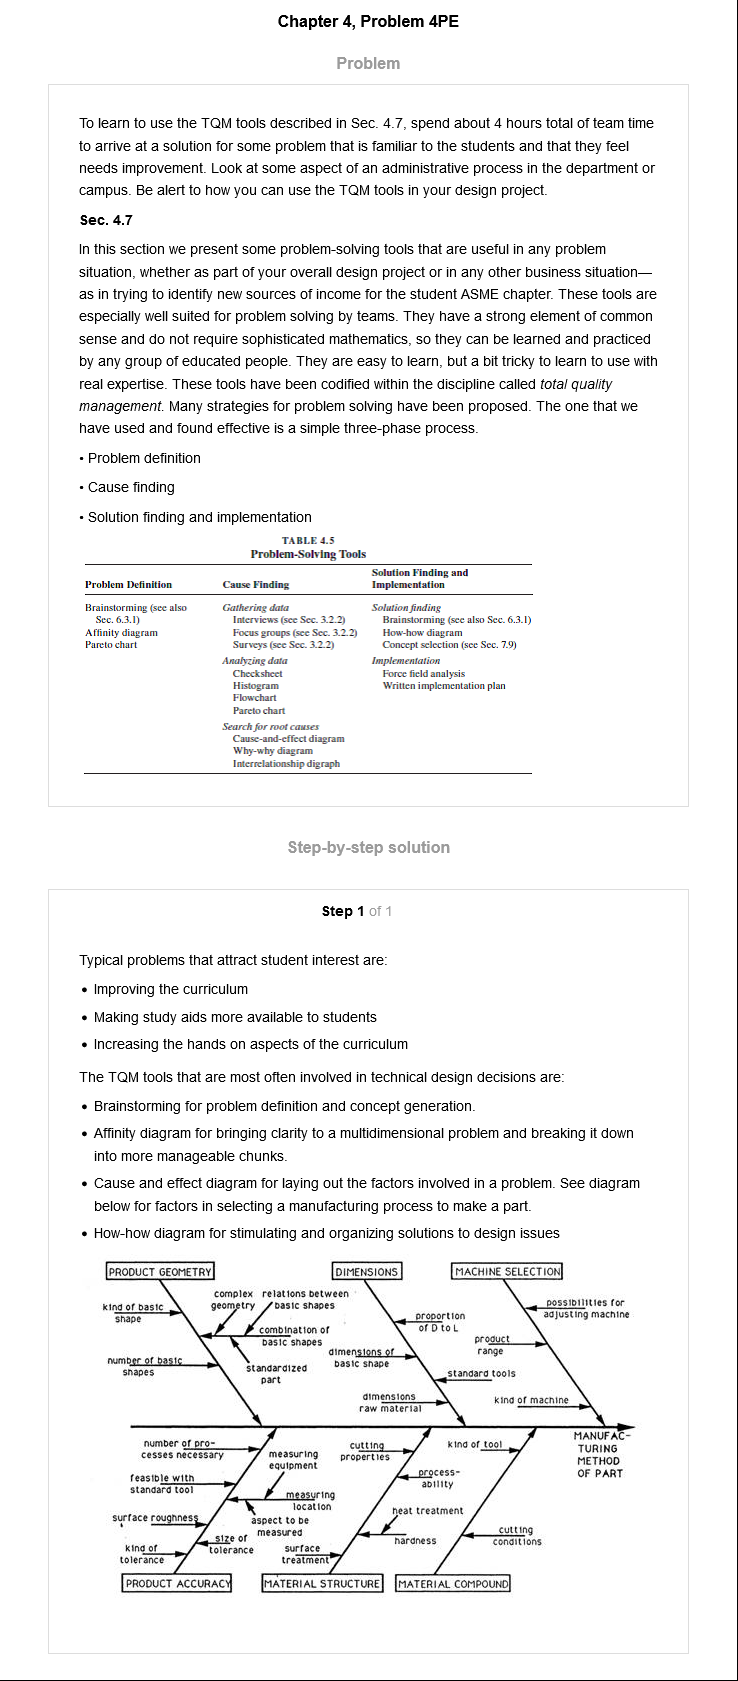 Chapter 4, Problem 4PE
Problem
To learn to use the TQM tools described in Sec. 4.7, spend about 4 hours total of team time
to arrive at a solution for some problem that is familiar to the students and that they feel
needs improvement. Look at some aspect of an administrative process in the department or
campus. Be alert to how you can use the TQM tools in your design project.
Sec. 4.7
In this section we present some problem-solving tools that are useful in any problem
situation, whether as part of your overall design project or in any other business situation—
as in trying to identify new sources of income for the student ASME chapter. These tools are
especially well suited for problem solving by teams. They have a strong element of common
sense and do not require sophisticated mathematics, so they can be learned and practiced
by any group of educated people. They are easy to learn, but a bit tricky to learn to use with
real expertise. These tools have been codified within the discipline called total quality
management. Many strategies for problem solving have been proposed. The one that we
have used and found effective is a simple three-phase process.
• Problem definition
• Cause finding
• Solution finding and implementation
TABLE 4.5
Problem-Solving Tools
Problem Definition
Brainstorming (see also
Sec. 6.3.1)
Affinity diagram
Pareto chart
Cause Finding
Gathering data
Interviews (see Sec. 3.2.2)
Focus groups (see Sec. 3.2.2)
Surveys (see Sec. 3.2.2)
Analyzing data
Checksheet
Histogram
Flowchart
Pareto chart
Search for root causes
Cause-and-effect diagram
Why-why diagram
Interrelationship digraph
Solution Finding and
Implementation
Solution finding
Brainstorming (see also Sec. 6.3.1)
How-how diagram
Concept selection (see Sec. 7.9)
Implementation
Force field analysis
Written implementation plan
Step-by-step solution
Step 1 of 1
Typical problems that attract student interest are:
• Improving the curriculum
• Making study aids more available to students
• Increasing the hands on aspects of the curriculum
The TQM tools that are most often involved in technical design decisions are:
• Brainstorming for problem definition and concept generation.
• Affinity diagram for bringing clarity to a multidimensional problem and breaking it down
into more manageable chunks.
• Cause and effect diagram for laying out the factors involved in a problem. See diagram
below for factors in selecting a manufacturing process to make a part.
• How-how diagram for stimulating and organizing solutions to design issues
PRODUCT GEOMETRY
kind of basic
shape
number of basic
shapes
complex
geometry
relations between
basic shapes
combination of
basic shapes
standardized
part
DIMENSIONS
proportion
of D to L
dimensions of
basic shape
standard tools
dimensions
raw material
MACHINE SELECTION
possibilities for
adjusting machine
product
range
kind of machine
MANUFAC-
TURING
METHOD
OF PART
number of pro-
cesses necessary
feasible with
standard tool
surface roughness
kind of
tolerance
measuring
equipment
measuring
location
aspect to be
measured
size of
tolerance
PRODUCT ACCURACY
cutting
properties
process-
ability
heat treatment
hardness
surface
treatment
MATERIAL STRUCTURE
kind of tool
cutting
conditions
MATERIAL COMPOUND